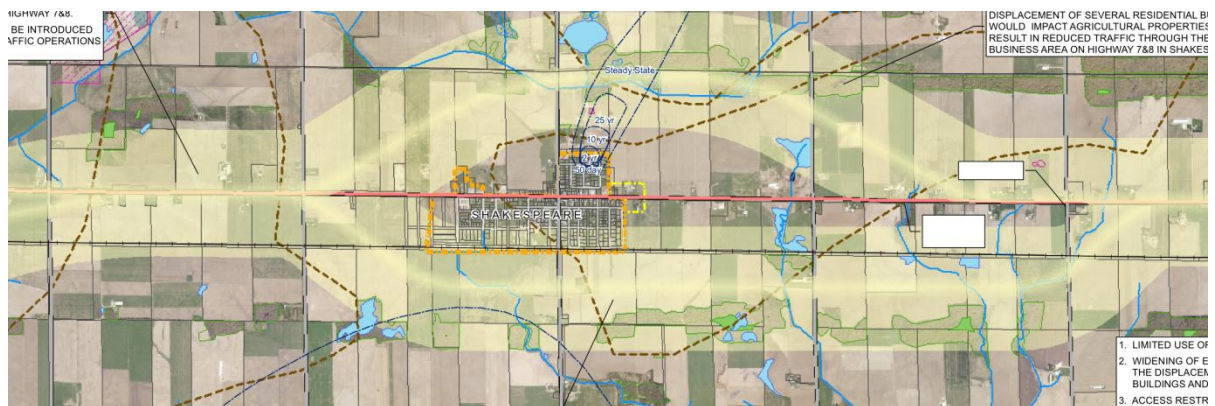 HIGHWAY 7&8.
BE INTRODUCED
AFFIC OPERATIONS
DISPLACEMENT OF SEVERAL RESIDENTIAL BU
WOULD IMPACT AGRICULTURAL PROPERTIES
RESULT IN REDUCED TRAFFIC THROUGH THE
BUSINESS AREA ON HIGHWAY 7&8 IN SHAKES
Steady State
25 yr
10 yr
2 yr
50 day
SHAKESPEARE
1. LIMITED USE OF
2. WIDENING OF E
THE DISPLACEM
BUILDINGS AND
3. ACCESS RESTR